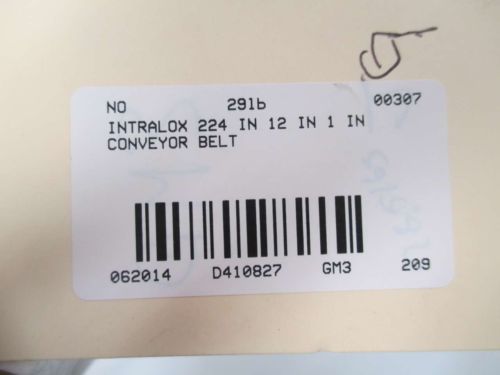 NO 291b 00307
INTRALOX 224 IN 12 IN 1 IN
CONVEYOR BELT
062014 D410827 GM3 209